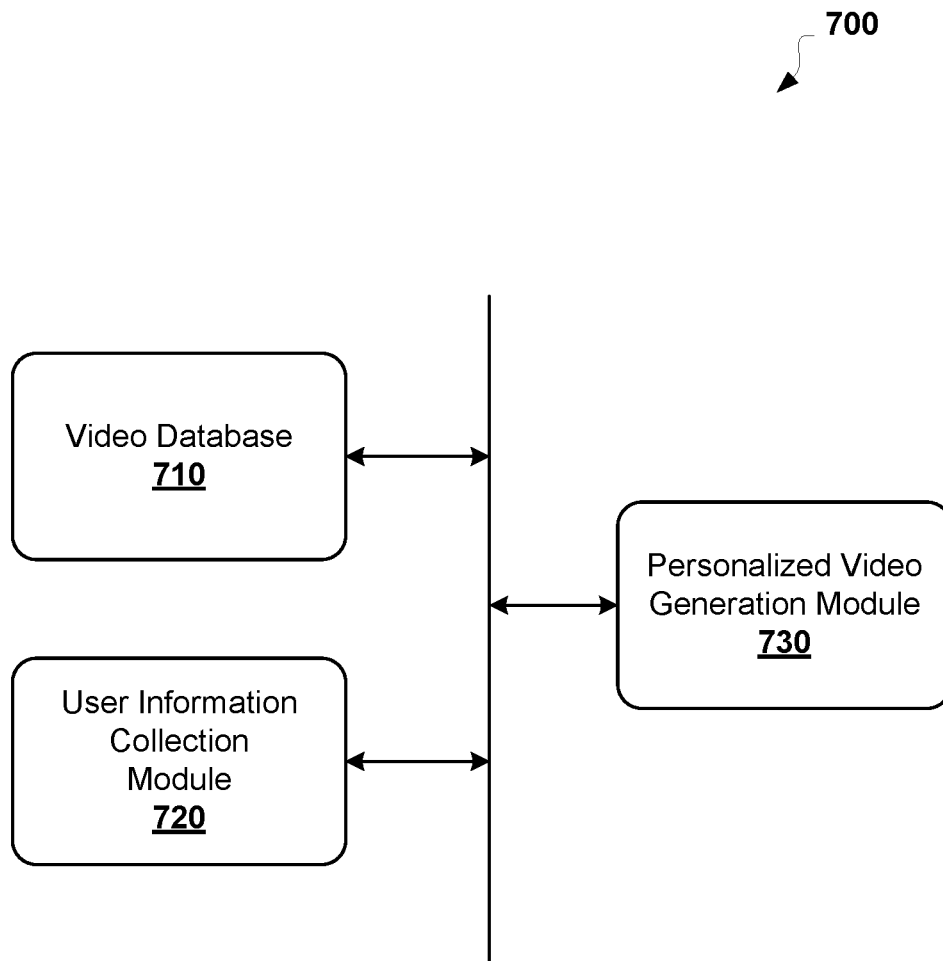 700
Video Database
710
Personalized Video
Generation Module
730
User Information
Collection
Module
720